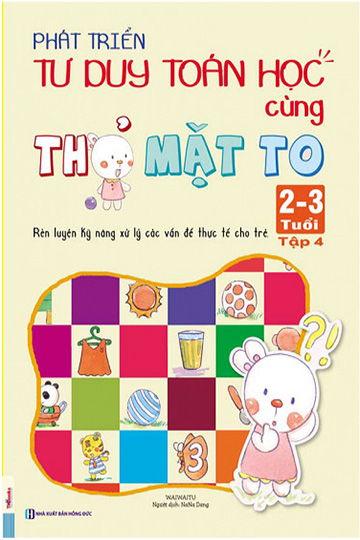 PHÁT TRIỂN
TƯ DUY TOÁN HỌC
cùng
THỎ MẶT TO
2-3
Tuổi
Tập 4
Rèn luyện kỹ năng xử lý các vấn đề thực tế cho trẻ
?!
3
WAIWAITU
Người dịch: NaNa Dang
NHÀ XUẤT BẢN HỒNG ĐỨC